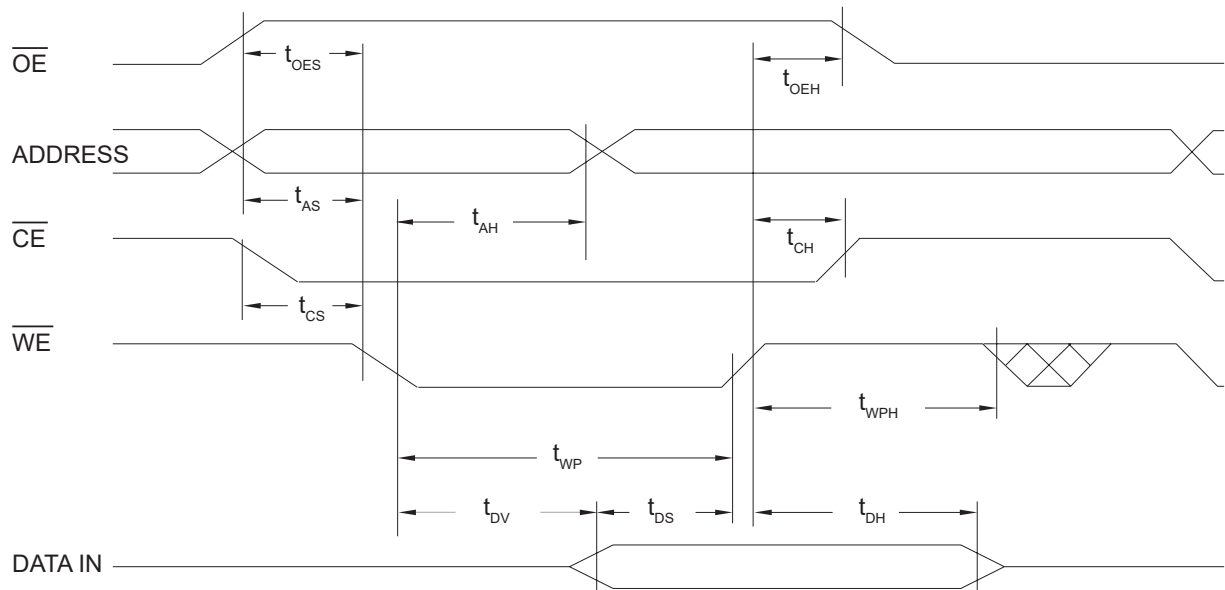 OE
tOES
tOEH
ADDRESS
tAS
tAH
CE
tCH
tCS
WE
tWPH
tWP
tDV
tDS
tDH
DATA IN